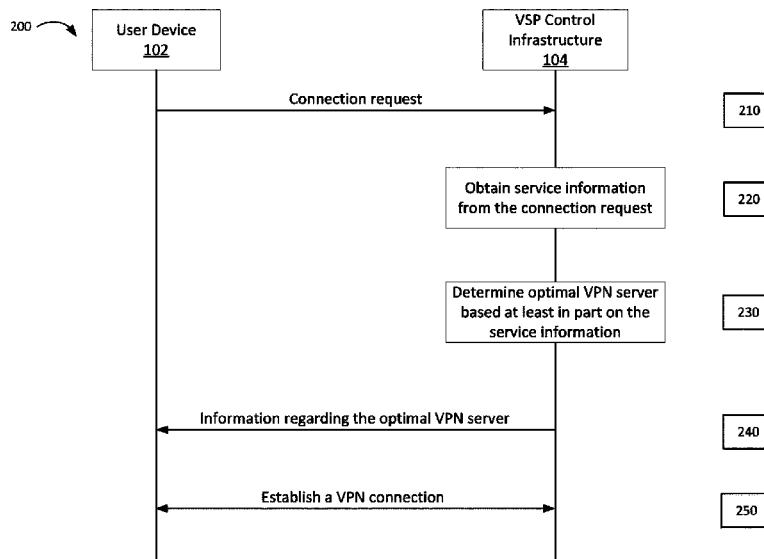 200
User Device
102
VSP Control
Infrastructure
104
Connection request
210
Obtain service information
from the connection request
220
Determine optimal VPN server
based at least in part on the
service information
230
Information regarding the optimal VPN server
240
Establish a VPN connection
250